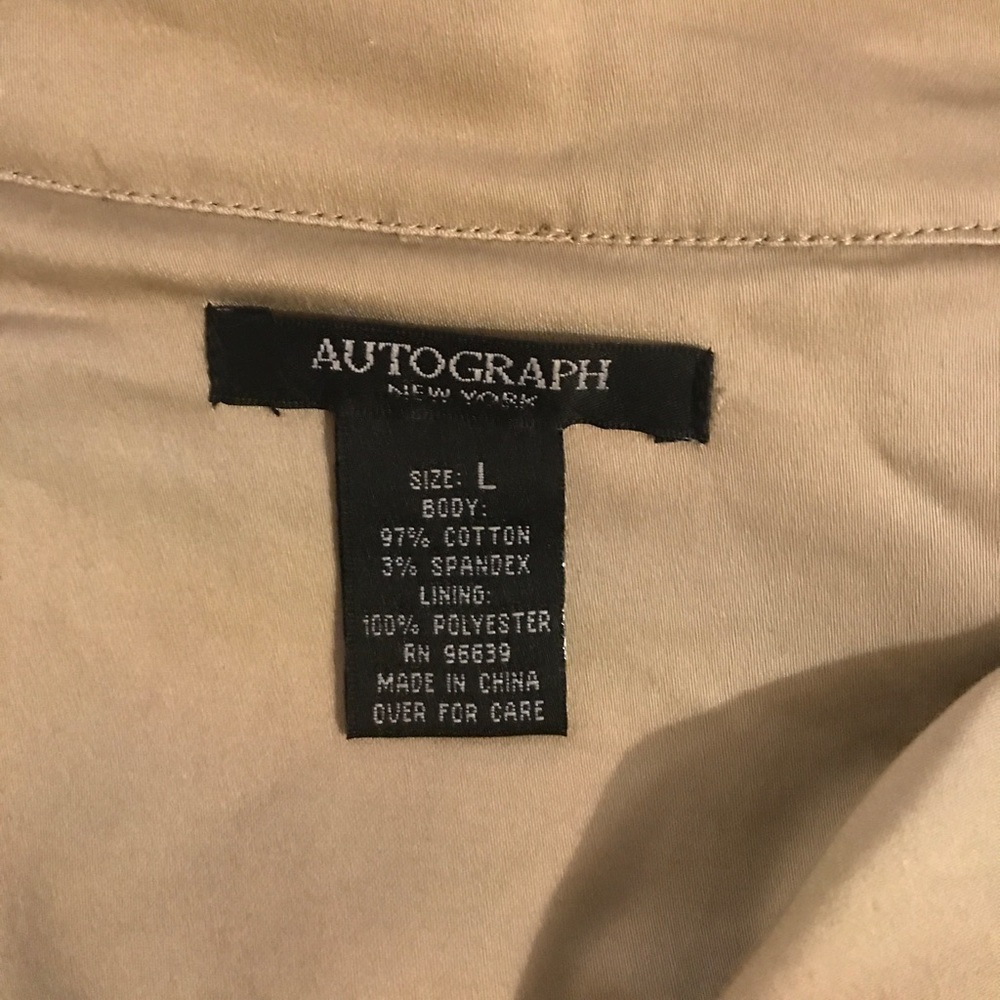 AUTOGRAPH
NEW YORK
SIZE: L
BODY:
97% COTTON
3% SPANDEX
LINING:
100% POLYESTER
RN 96639
MADE IN CHINA
OVER FOR CARE